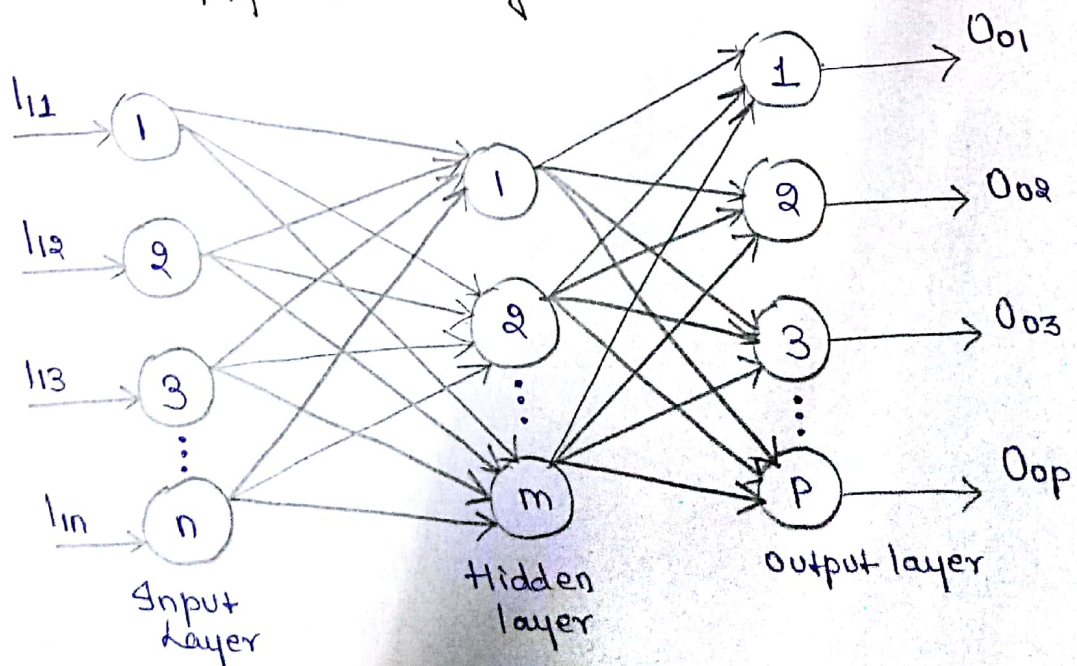 I11
1
1
1
O01
I12
2
2
2
O02
I13
3
m
3
O03
I1n
n
P
O0p
Input
Layer
Hidden
layer
output layer